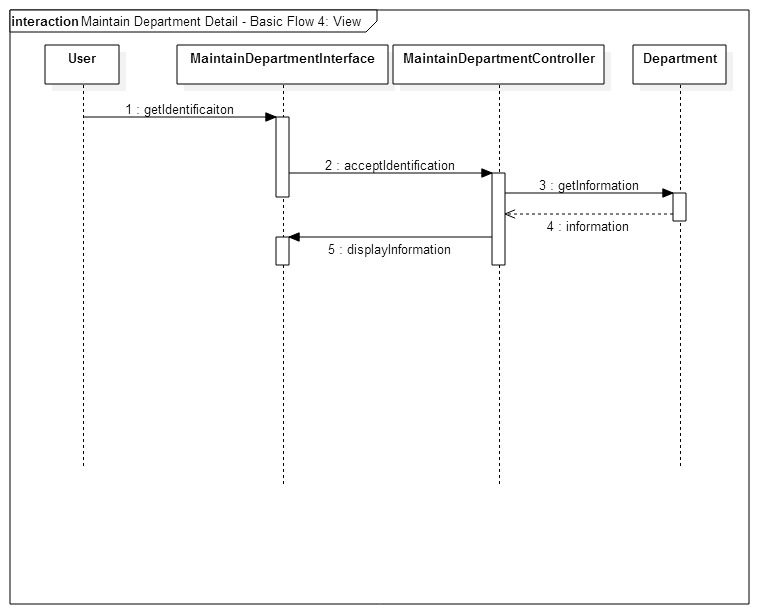 interaction Maintain Department Detail - Basic Flow 4: View
User
MaintainDepartmentInterface
MaintainDepartmentController
Department
1 : getIdentificaiton
2 : acceptIdentification
3 : getInformation
4 : information
5 : displayInformation